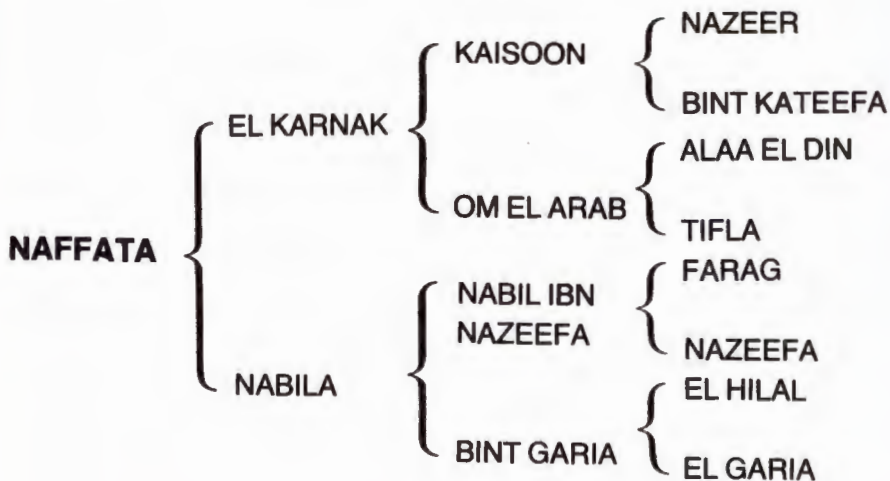 NAZEER
KAISOON
BINT KATEEFA
EL KARNAK
ALAA EL DIN
OM EL ARAB
TIFLA
NAFFATA
FARAG
NABIL IBN
NAZEEFA
NAZEEFA
NABILA
EL HILAL
BINT GARIA
EL GARIA